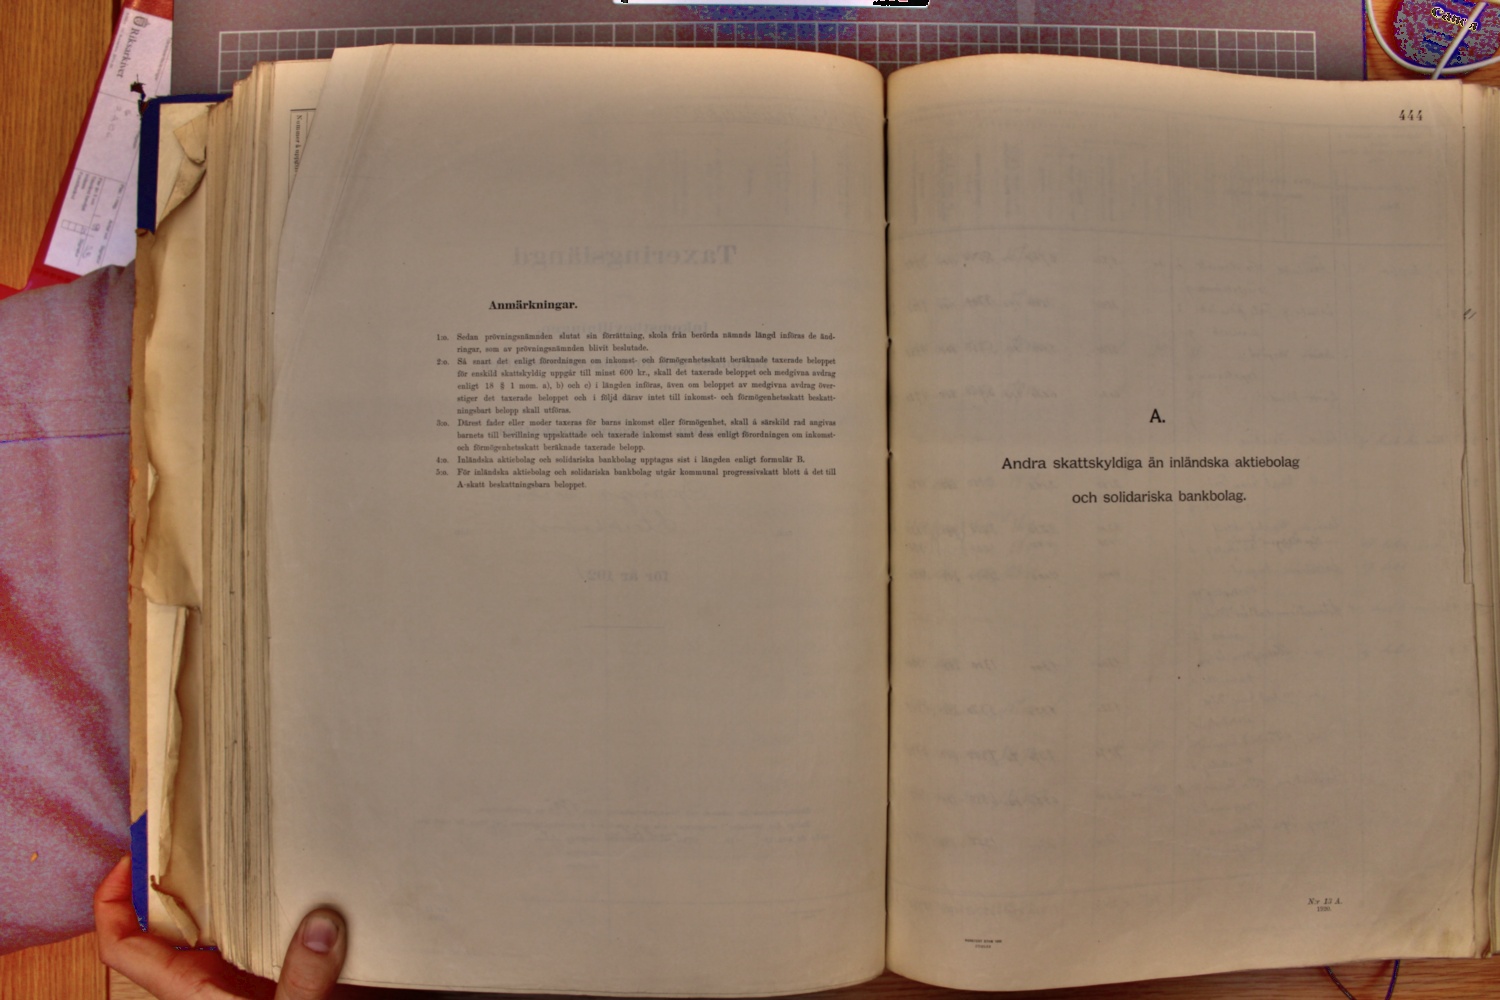 Riksarkivet
Anmärkningar.
1:o. Sedan prövningsnämnden slutat sin förrättning, skola från berörda nämnds längd införas de änd-
ringar, som av prövningsnämnden blivit beslutade.
2:o. Så snart det enligt förordningen om inkomst- och förmögenhetsskatt beräknade taxerade beloppet
för enskild skattskyldig uppgår till minst 600 kr., skall det taxerade beloppet och medgivna avdrag
enligt 18 § 1 mom. a), b) och c) i längden införas, även om beloppet av medgivna avdrag över-
stiger det taxerade beloppet och i följd därav intet till inkomst- och förmögenhetsskatt beskatt-
ningsbart belopp skall utföras.
3:o. Därest fader eller moder taxeras för barns inkomst eller förmögenhet, skall å särskild rad angivas
barnets till bevillning uppskattade och taxerade inkomst samt dess enligt förordningen om inkomst-
och förmögenhetsskatt beräknade taxerade belopp.
4:o. Inländska aktiebolag och solidariska bankbolag upptagas sist i längden enligt formulär B.
5:o. För inländska aktiebolag och solidariska bankbolag utgår kommunal progressivskatt blott å det till
A-skatt beskattningsbara beloppet.
444
A.
Andra skattskyldiga än inländska aktiebolag
och solidariska bankbolag.
N:r 13 A.